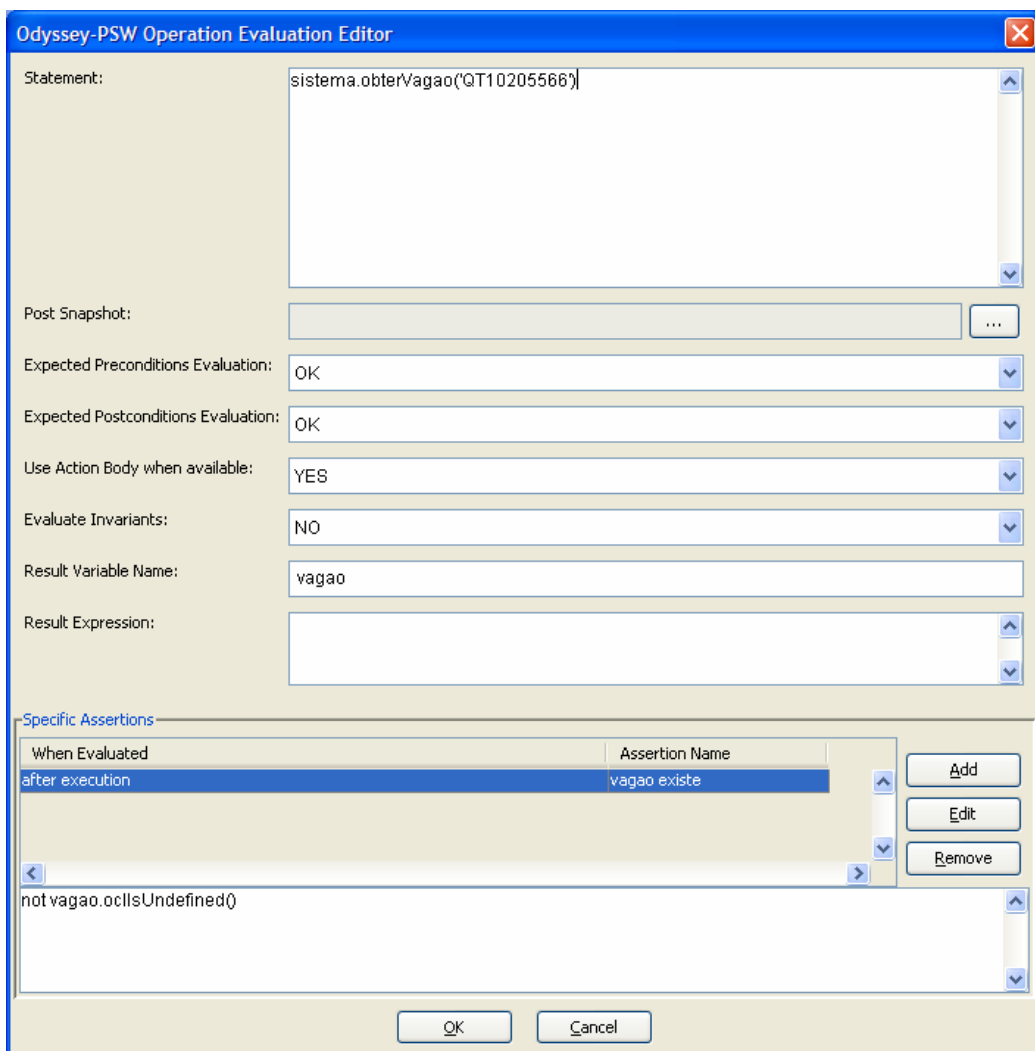 Odyssey-PSW Operation Evaluation Editor
Statement:
sistema.obterVagao('QT10205566')
Post Snapshot:
...
Expected Preconditions Evaluation:
OK
Expected Postconditions Evaluation:
OK
Use Action Body when available:
YES
Evaluate Invariants:
NO
Result Variable Name:
vagao
Result Expression:
Specific Assertions
When Evaluated Assertion Name
after execution vagao existe
Add
Edit
Remove
not vagao.oclIsUndefined()
OK Cancel